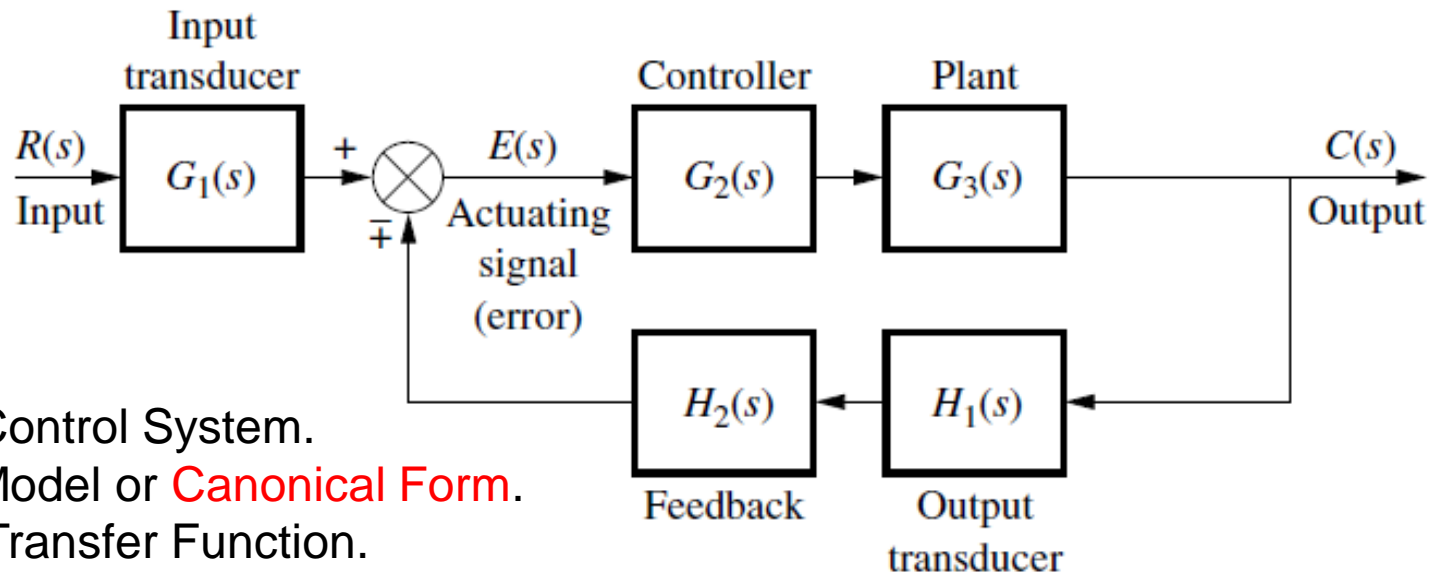 Input
transducer
Controller
Plant
R(s)
Input
G₁(s)
+
∓
E(s)
Actuating
signal
(error)
G₂(s)
G₃(s)
C(s)
Output
H₂(s)
H₁(s)
Feedback
Output
transducer
Control System.
Model or Canonical Form.
Transfer Function.